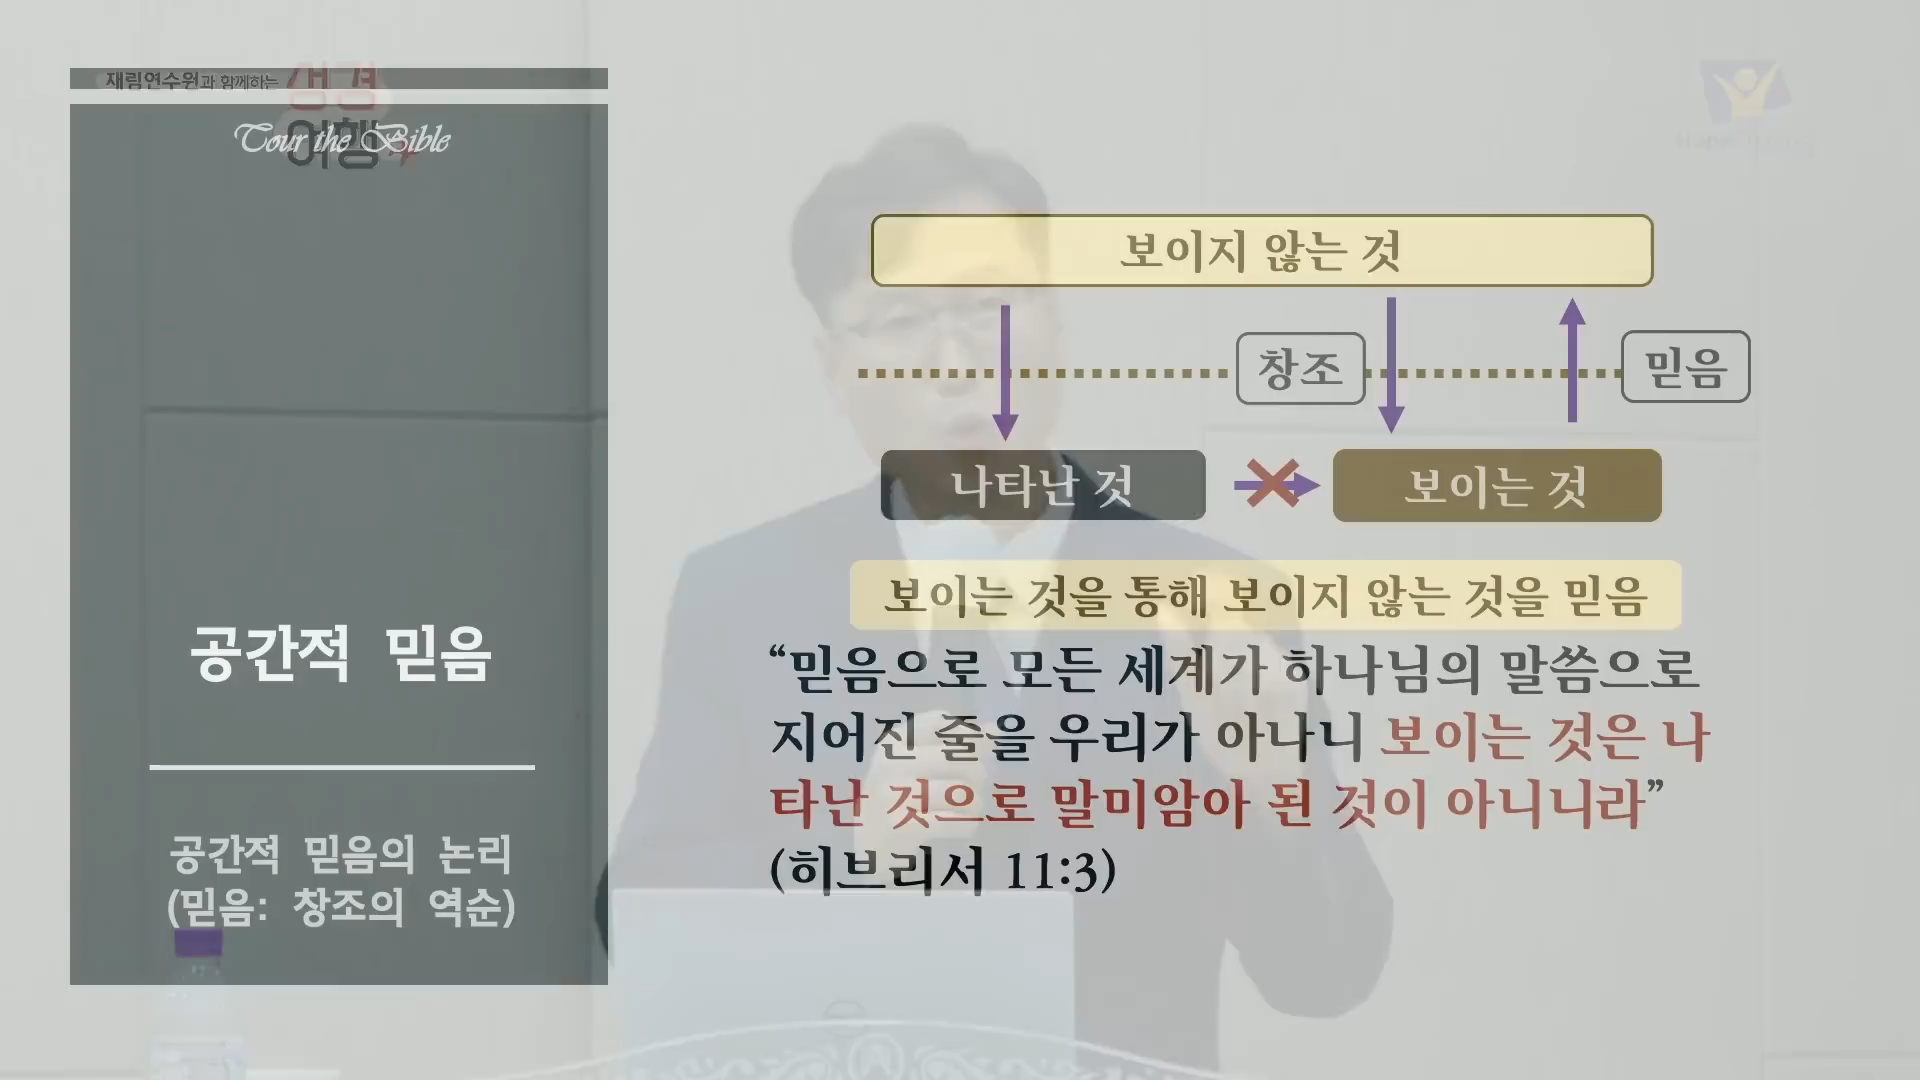 재림연수원과 함께하는 성경
여행
Tour the Bible
공간적 믿음
공간적 믿음의 논리
(믿음: 창조의 역순)
보이지 않는 것
창조
믿음
나타난 것
보이는 것
보이는 것을 통해 보이지 않는 것을 믿음
“믿음으로 모든 세계가 하나님의 말씀으로
지어진 줄을 우리가 아나니 보이는 것은 나
타난 것으로 말미암아 된 것이 아니니라”
(히브리서 11:3)